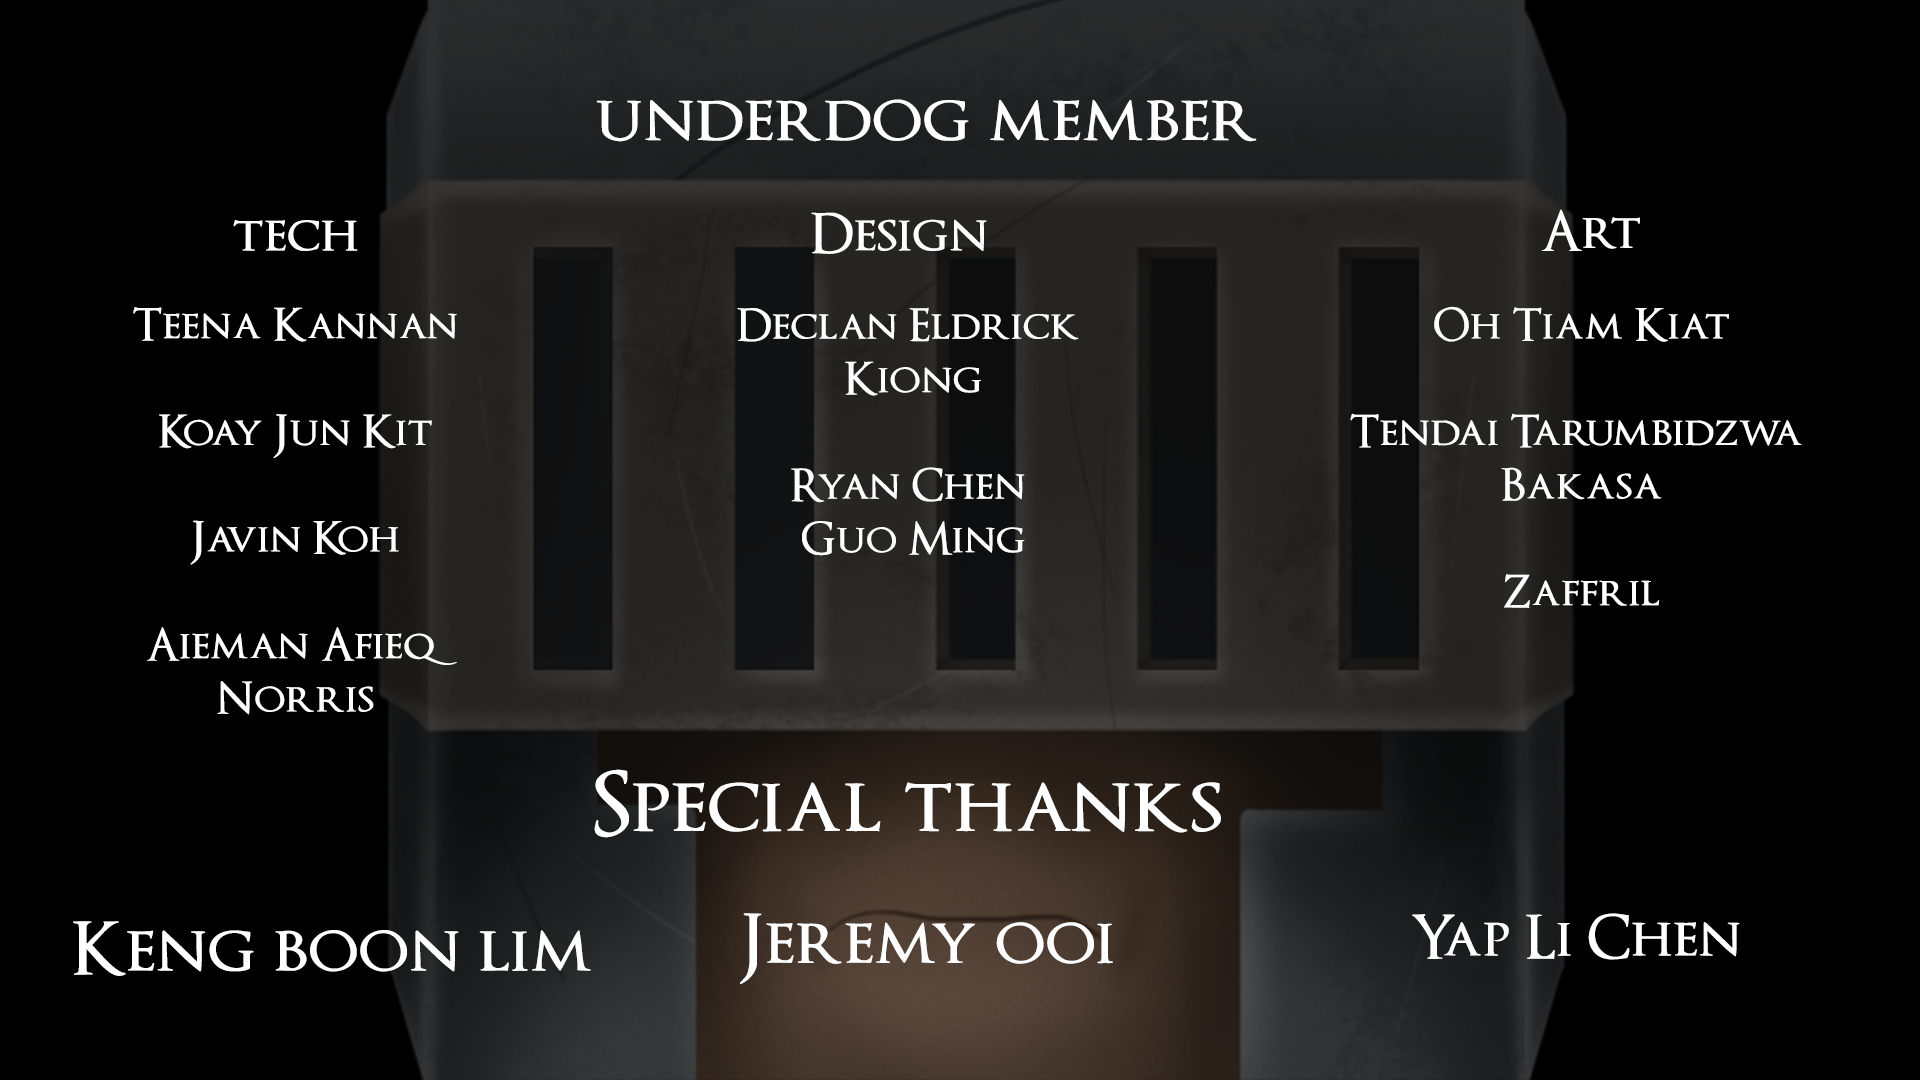 UNDERDOG MEMBER
TECH
Teena Kannan
Koay Jun Kit
Javin Koh
Aieman Afieq
Norris
Design
Declan Eldrick
Kiong
Ryan Chen
Guo Ming
Art
Oh Tiam Kiat
Tendai Tarumbidzwa
Bakasa
Zaffril
Special thanks
Keng boon lim
Jeremy ooi
Yap Li Chen